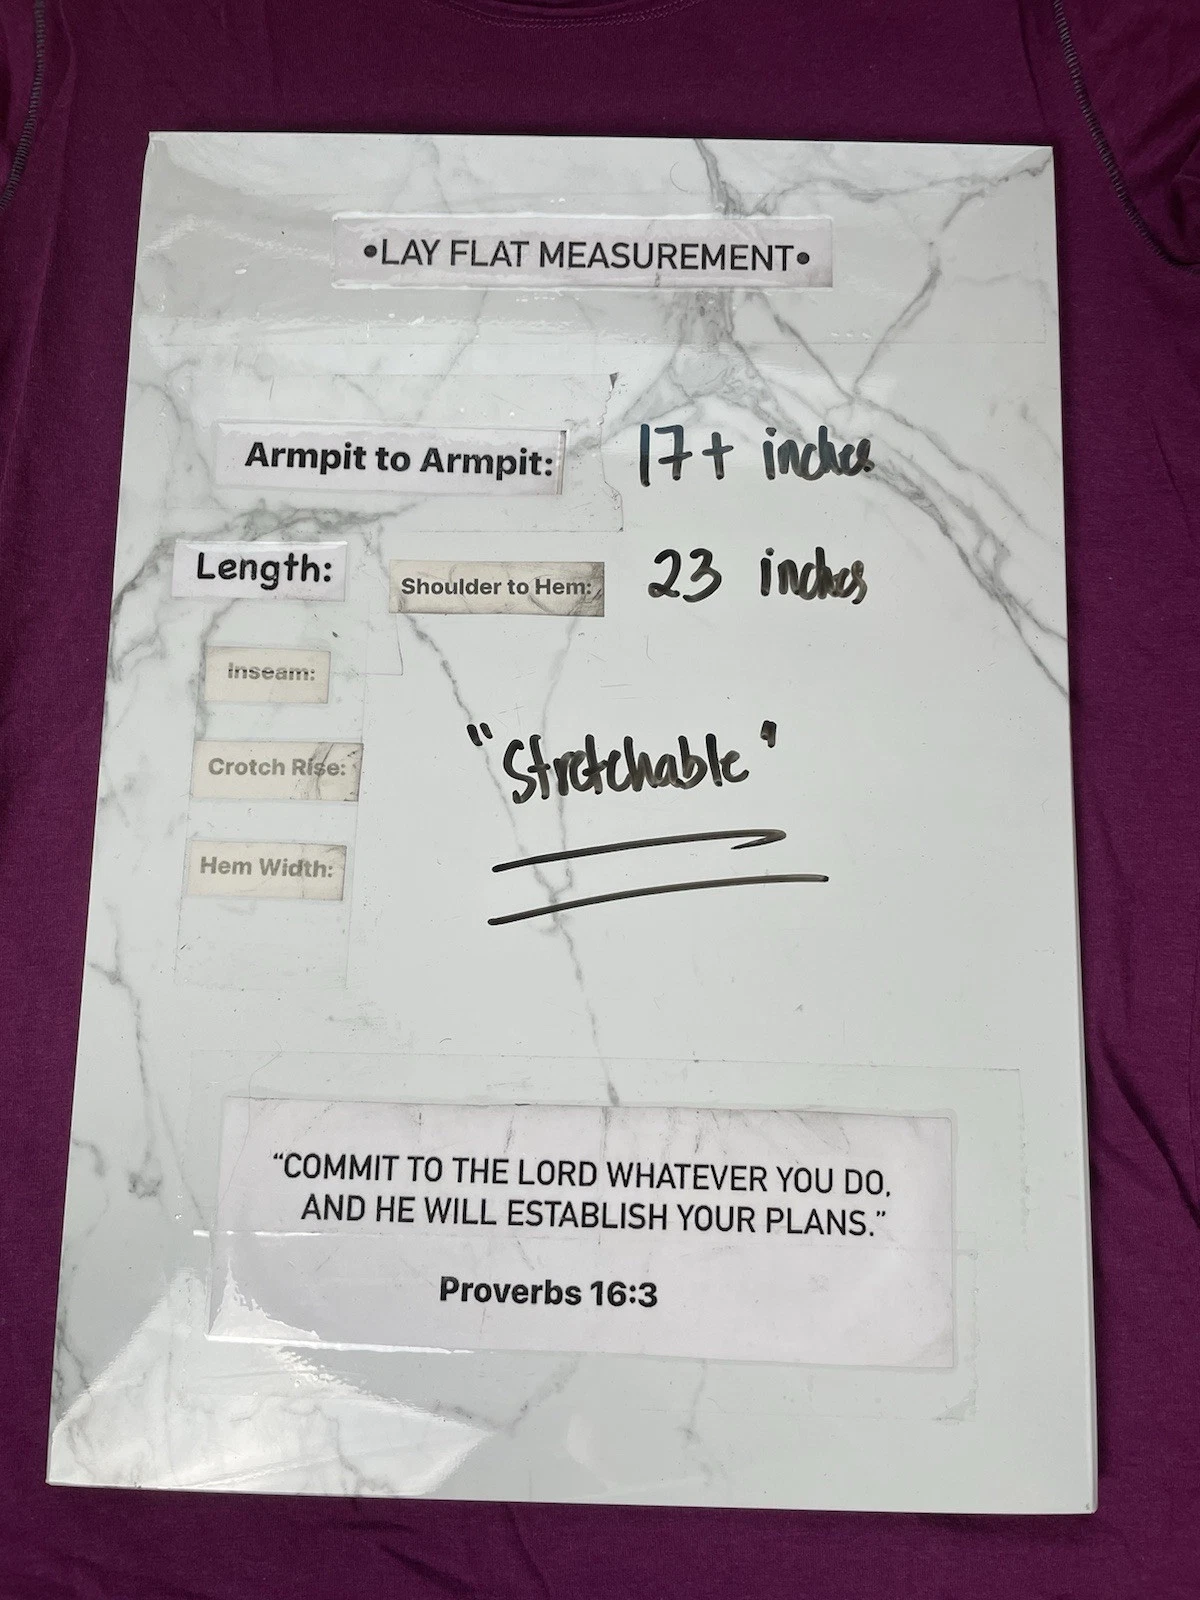 •LAY FLAT MEASUREMENT•
Armpit to Armpit: 17+ inches
Length: Shoulder to Hem: 23 inches
Inseam:
Crotch Rise:
Hem Width:
"Stretchable"
“COMMIT TO THE LORD WHATEVER YOU DO,
AND HE WILL ESTABLISH YOUR PLANS.”
Proverbs 16:3